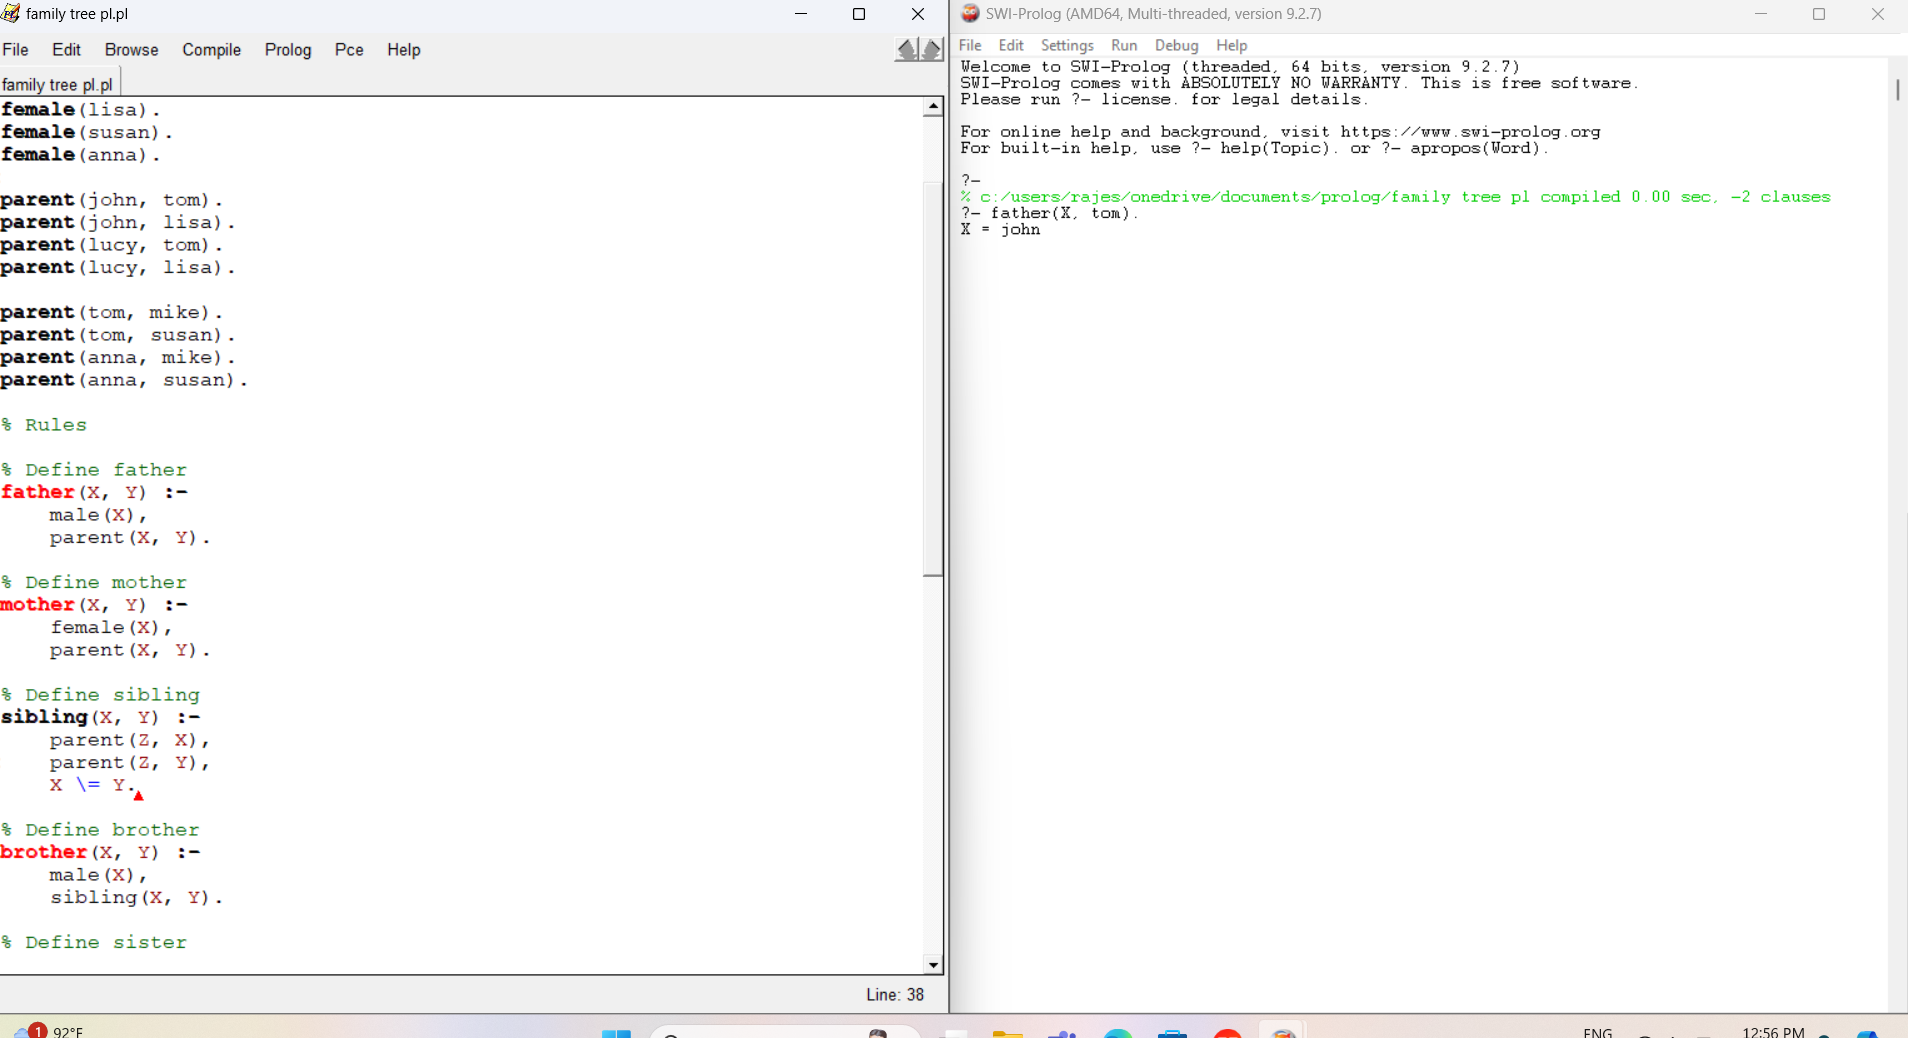 family tree pl.pl
File Edit Browse Compile Prolog Pce Help
family tree pl.pl
female(lisa).
female(susan).
female(anna).
parent(john, tom).
parent(john, lisa).
parent(lucy, tom).
parent(lucy, lisa).
parent(tom, mike).
parent(tom, susan).
parent(anna, mike).
parent(anna, susan).
% Rules
% Define father
father(X, Y) :-
male(X),
parent(X, Y).
% Define mother
mother(X, Y) :-
female(X),
parent(X, Y).
% Define sibling
sibling(X, Y) :-
parent(Z, X),
parent(Z, Y),
X \= Y.
% Define brother
brother(X, Y) :-
male(X),
sibling(X, Y).
% Define sister
Line: 38
SWI-Prolog (AMD64, Multi-threaded, version 9.2.7)
File Edit Settings Run Debug Help
Welcome to SWI-Prolog (threaded, 64 bits, version 9.2.7)
SWI-Prolog comes with ABSOLUTELY NO WARRANTY. This is free software.
Please run ?- license. for legal details.
For online help and background, visit https://www.swi-prolog.org
For built-in help, use ?- help(Topic). or ?- apropos(Word).
?-
% c:/users/rajes/onedrive/documents/prolog/family tree pl compiled 0.00 sec, -2 clauses
?- father(X, tom).
X = john
1 92°F
ENG
12:56 PM